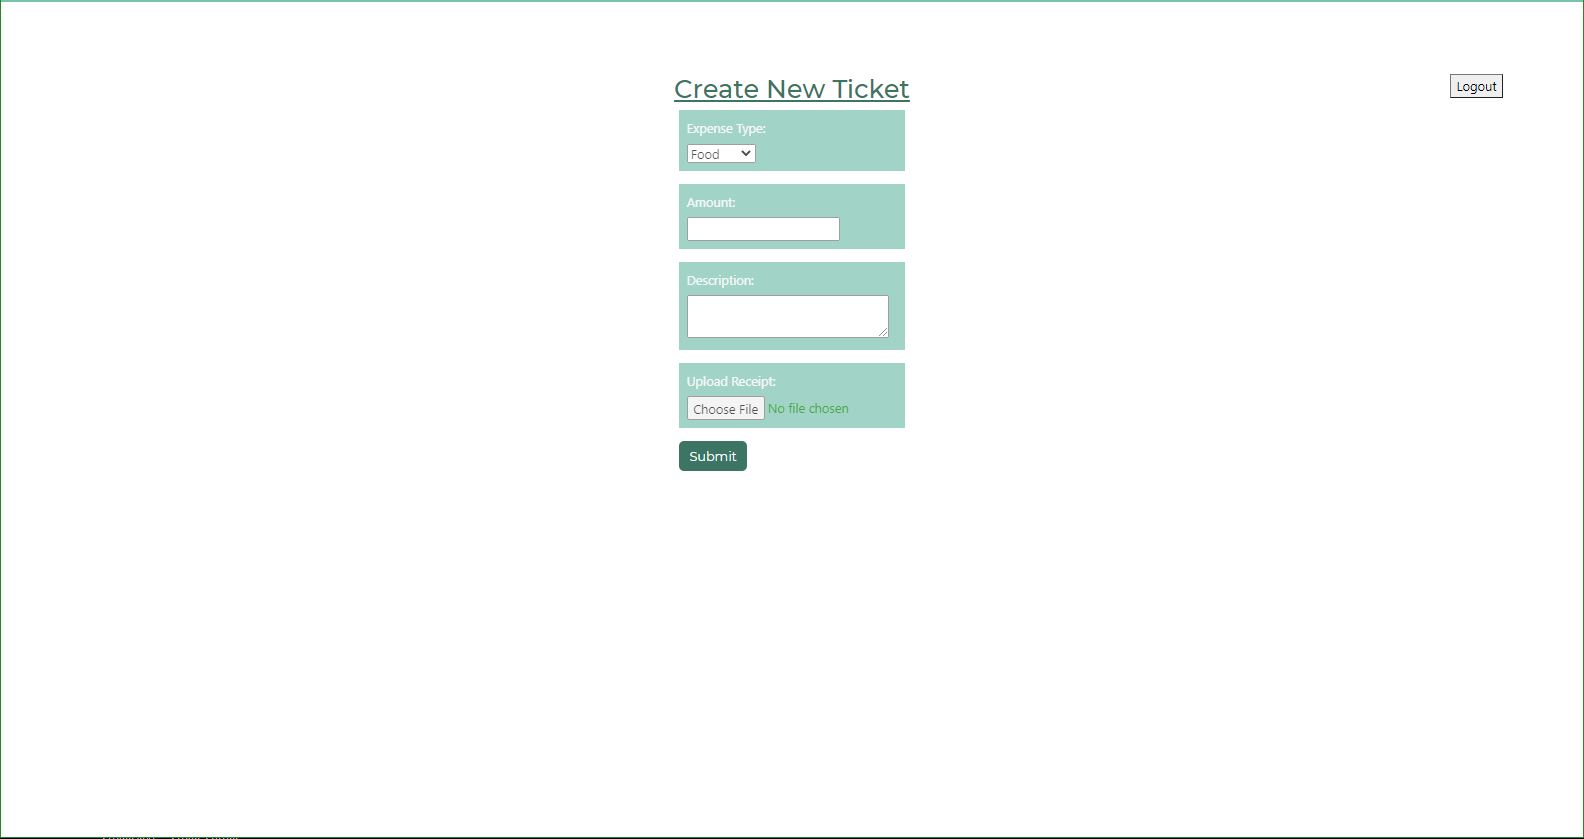 Create New Ticket
Logout
Expense Type:
Food
Amount:
Description:
Upload Receipt:
Choose File No file chosen
Submit